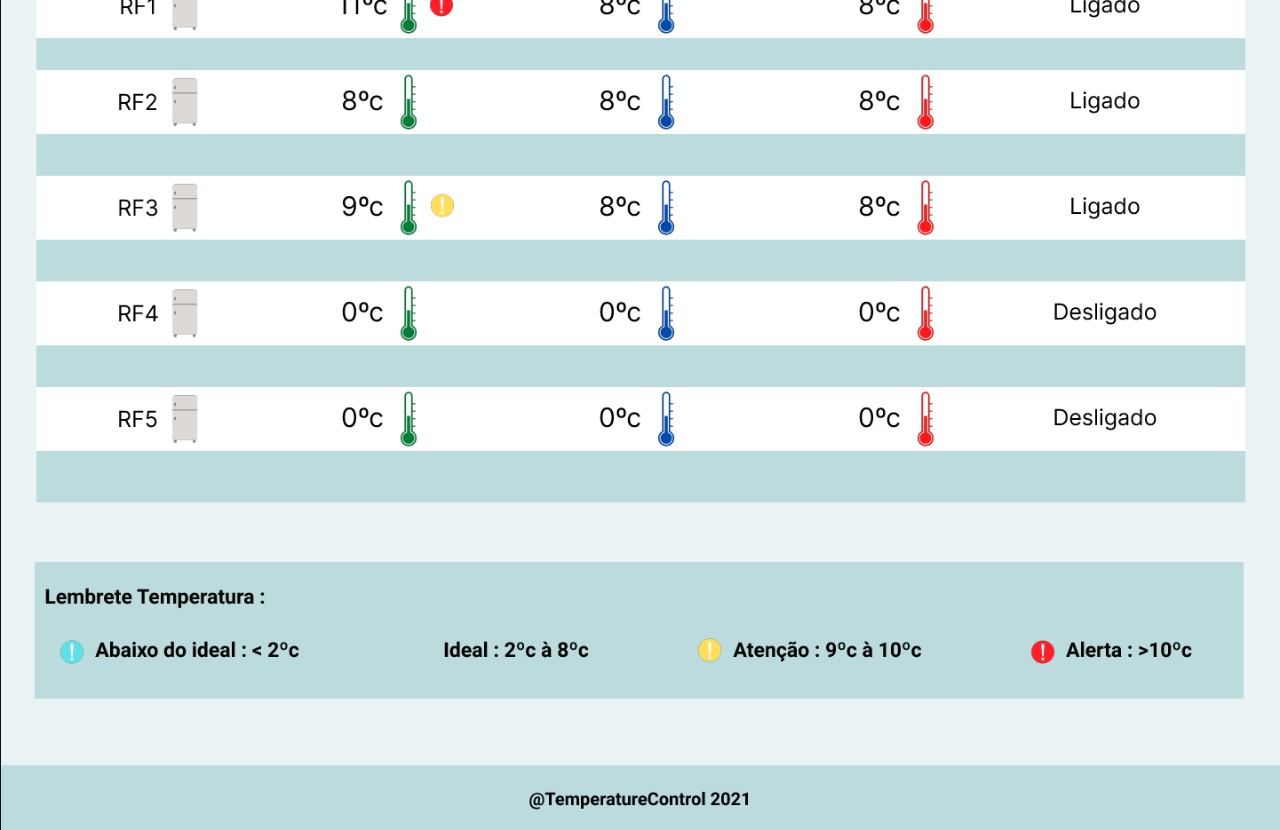 RF1 11ºc 8ºc 8ºc Ligado
RF2 8ºc 8ºc 8ºc Ligado
RF3 9ºc 8ºc 8ºc Ligado
RF4 0ºc 0ºc 0ºc Desligado
RF5 0ºc 0ºc 0ºc Desligado
Lembrete Temperatura :
Abaixo do ideal : < 2ºc Ideal : 2ºc à 8ºc Atenção : 9ºc à 10ºc Alerta : >10ºc
@TemperatureControl 2021